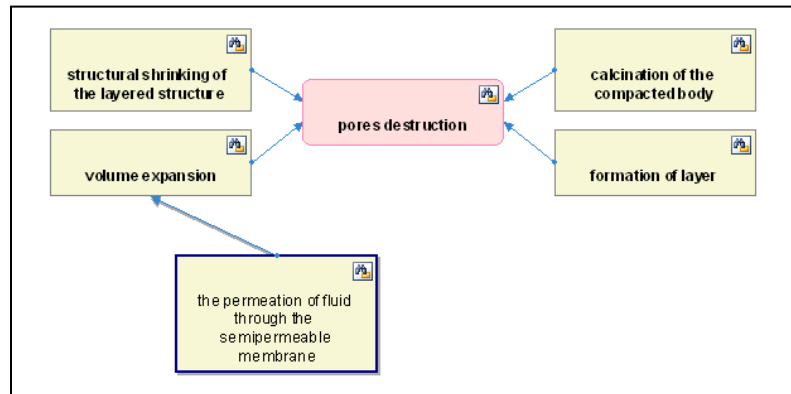 structural shrinking of
the layered structure
calcination of the
compacted body
pores destruction
volume expansion
formation of layer
the permeation of fluid
through the
semipermeable
membrane